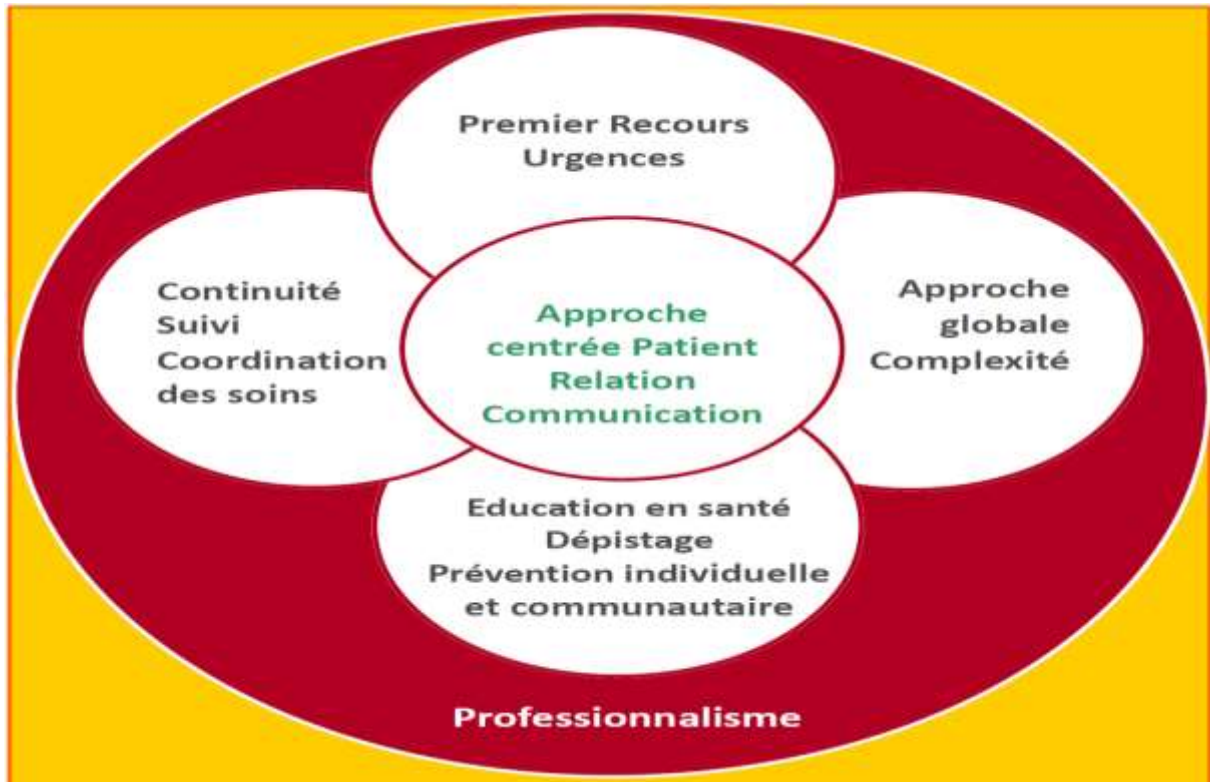 Premier Recours
Urgences
Continuité
Suivi
Coordination
des soins
Approche
centrée Patient
Relation
Communication
Approche
globale
Complexité
Education en santé
Dépistage
Prévention individuelle
et communautaire
Professionnalisme